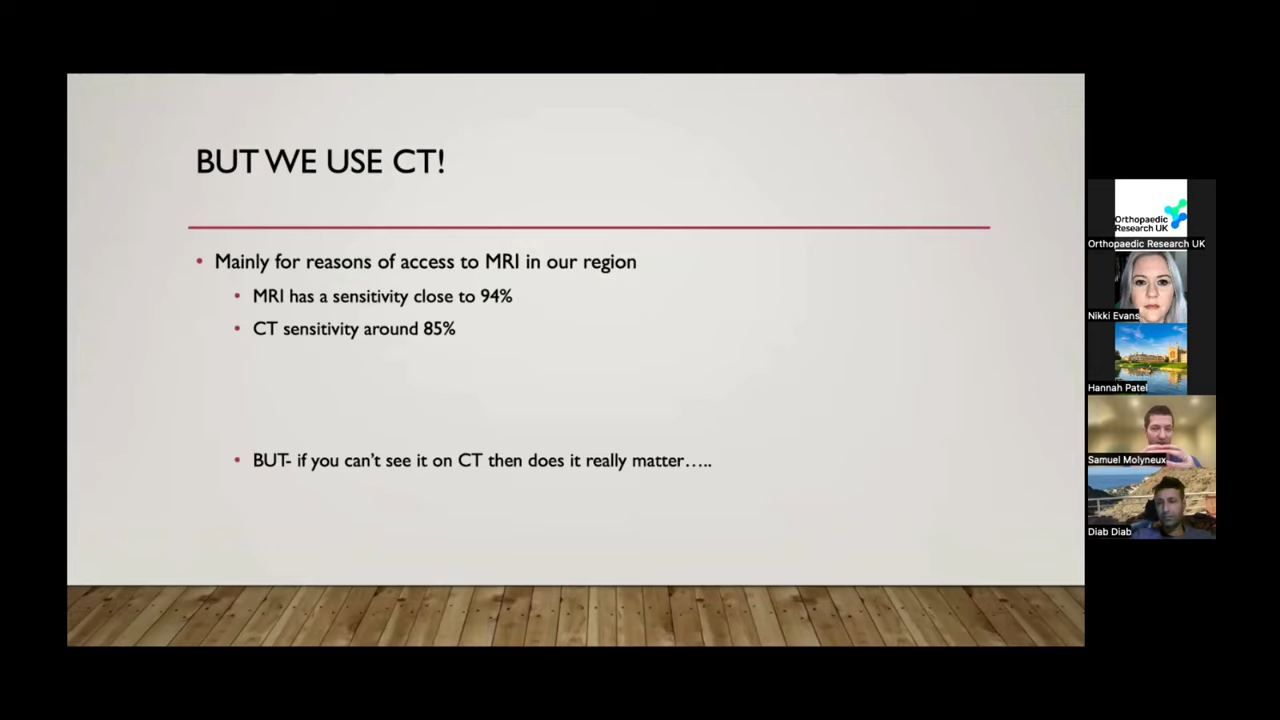 BUT WE USE CT!
• Mainly for reasons of access to MRI in our region
• MRI has a sensitivity close to 94%
• CT sensitivity around 85%
• BUT- if you can't see it on CT then does it really matter…..
Orthopaedic
Research UK
Orthopaedic Research UK
Nikki Evans
Hannah Patel
Samuel Molyneux
Diab Diab